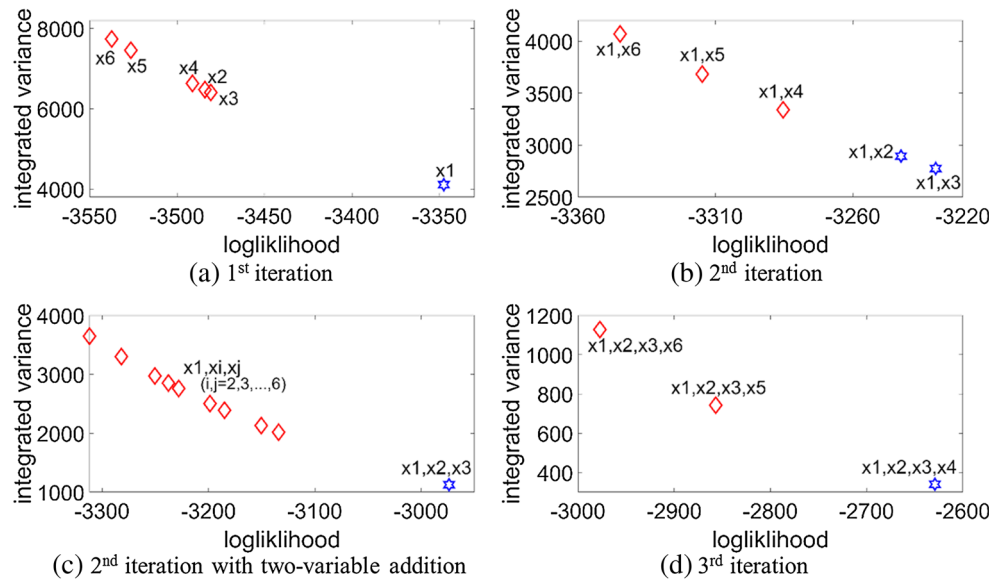 integrated variance
8000
6000
4000
x6
x5
x4
x2
x3
x1
-3550
-3500
-3450
-3400
-3350
logliklihood
(a) 1st iteration
integrated variance
4000
3500
3000
2500
x1,x6
x1,x5
x1,x4
x1,x2
x1,x3
-3360
-3310
-3260
-3220
logliklihood
(b) 2nd iteration
integrated variance
4000
3000
2000
1000
x1,xi,xj
(i,j=2,3,...,6)
x1,x2,x3
-3300
-3200
-3100
-3000
logliklihood
(c) 2nd iteration with two-variable addition
integrated variance
1200
1000
800
600
400
x1,x2,x3,x6
x1,x2,x3,x5
x1,x2,x3,x4
-3000
-2900
-2800
-2700
-2600
logliklihood
(d) 3rd iteration